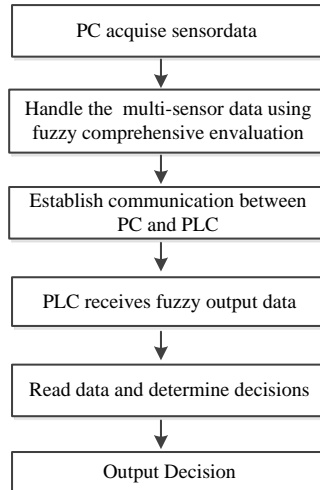 PC acquise sensordata
Handle the multi-sensor data using
fuzzy comprehensive envaluation
Establish communication between
PC and PLC
PLC receives fuzzy output data
Read data and determine decisions
Output Decision